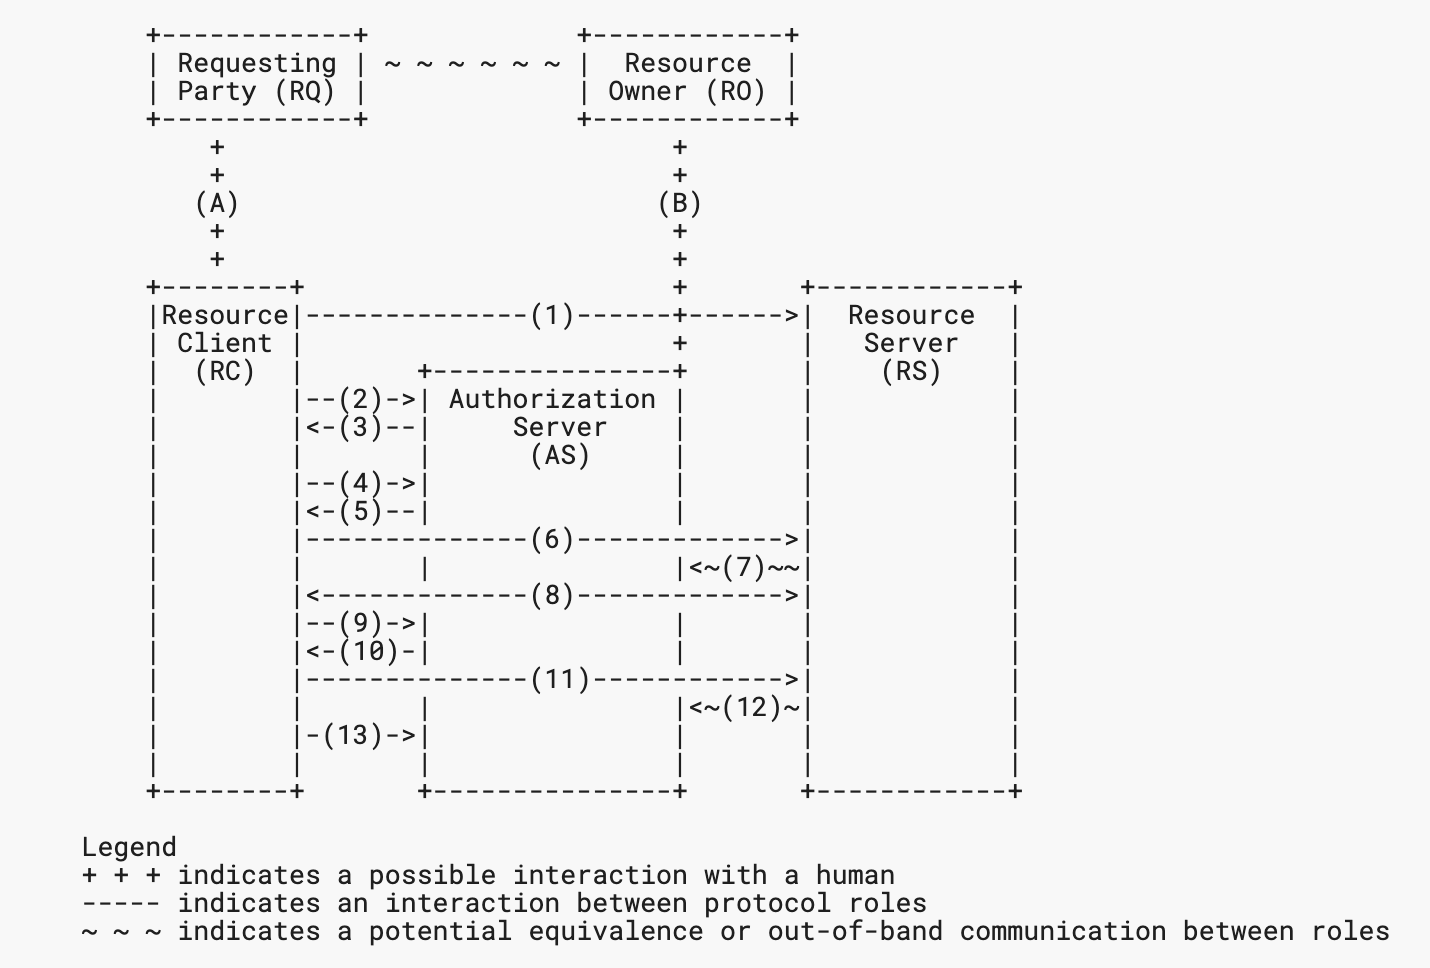 +-------------+ +------------+
| Requesting | ~ ~ ~ ~ ~ ~ | Resource |
| Party (RQ) | | Owner (RO) |
+-------------+ +------------+
+ +
+ +
(A) (B)
+ +
+ +
+--------+ + +------------+
|Resource|--------------(1)------+------>| Resource |
| Client | + | Server |
| (RC) | +---------------+ | (RS) |
| |--(2)->| Authorization | | |
| |<-(3)--| Server | | |
| | | (AS) | | |
| |--(4)->| | | |
| |<-(5)--| | | |
| |--------------(6)------------->| |
| | | |<~(7)~~| |
| |<-------------(8)------------->| |
| |--(9)->| | | |
| |<-(10)-| | | |
| |--------------(11)------------>| |
| | | |<~(12)~| |
| |-(13)->| | | |
| | | | | |
+--------+ +---------------+ +------------+
Legend
+ + + indicates a possible interaction with a human
----- indicates an interaction between protocol roles
~ ~ ~ indicates a potential equivalence or out-of-band communication between roles